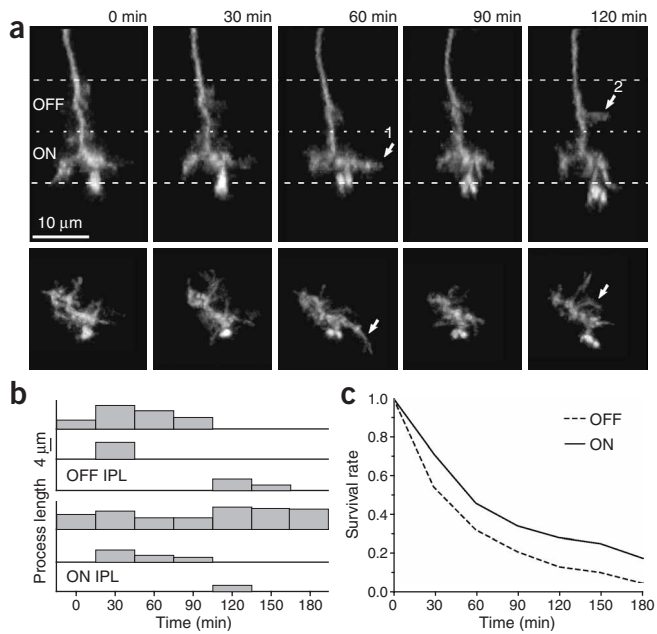 a
0 min 30 min 60 min 90 min 120 min
OFF
ON
1
2
10 µm
b
Process length 4 µm
OFF IPL
ON IPL
0 30 60 90 120 150 180
Time (min)
c
Survival rate
1.0
0.8
0.6
0.4
0.2
0
OFF
ON
0 30 60 90 120 150 180
Time (min)